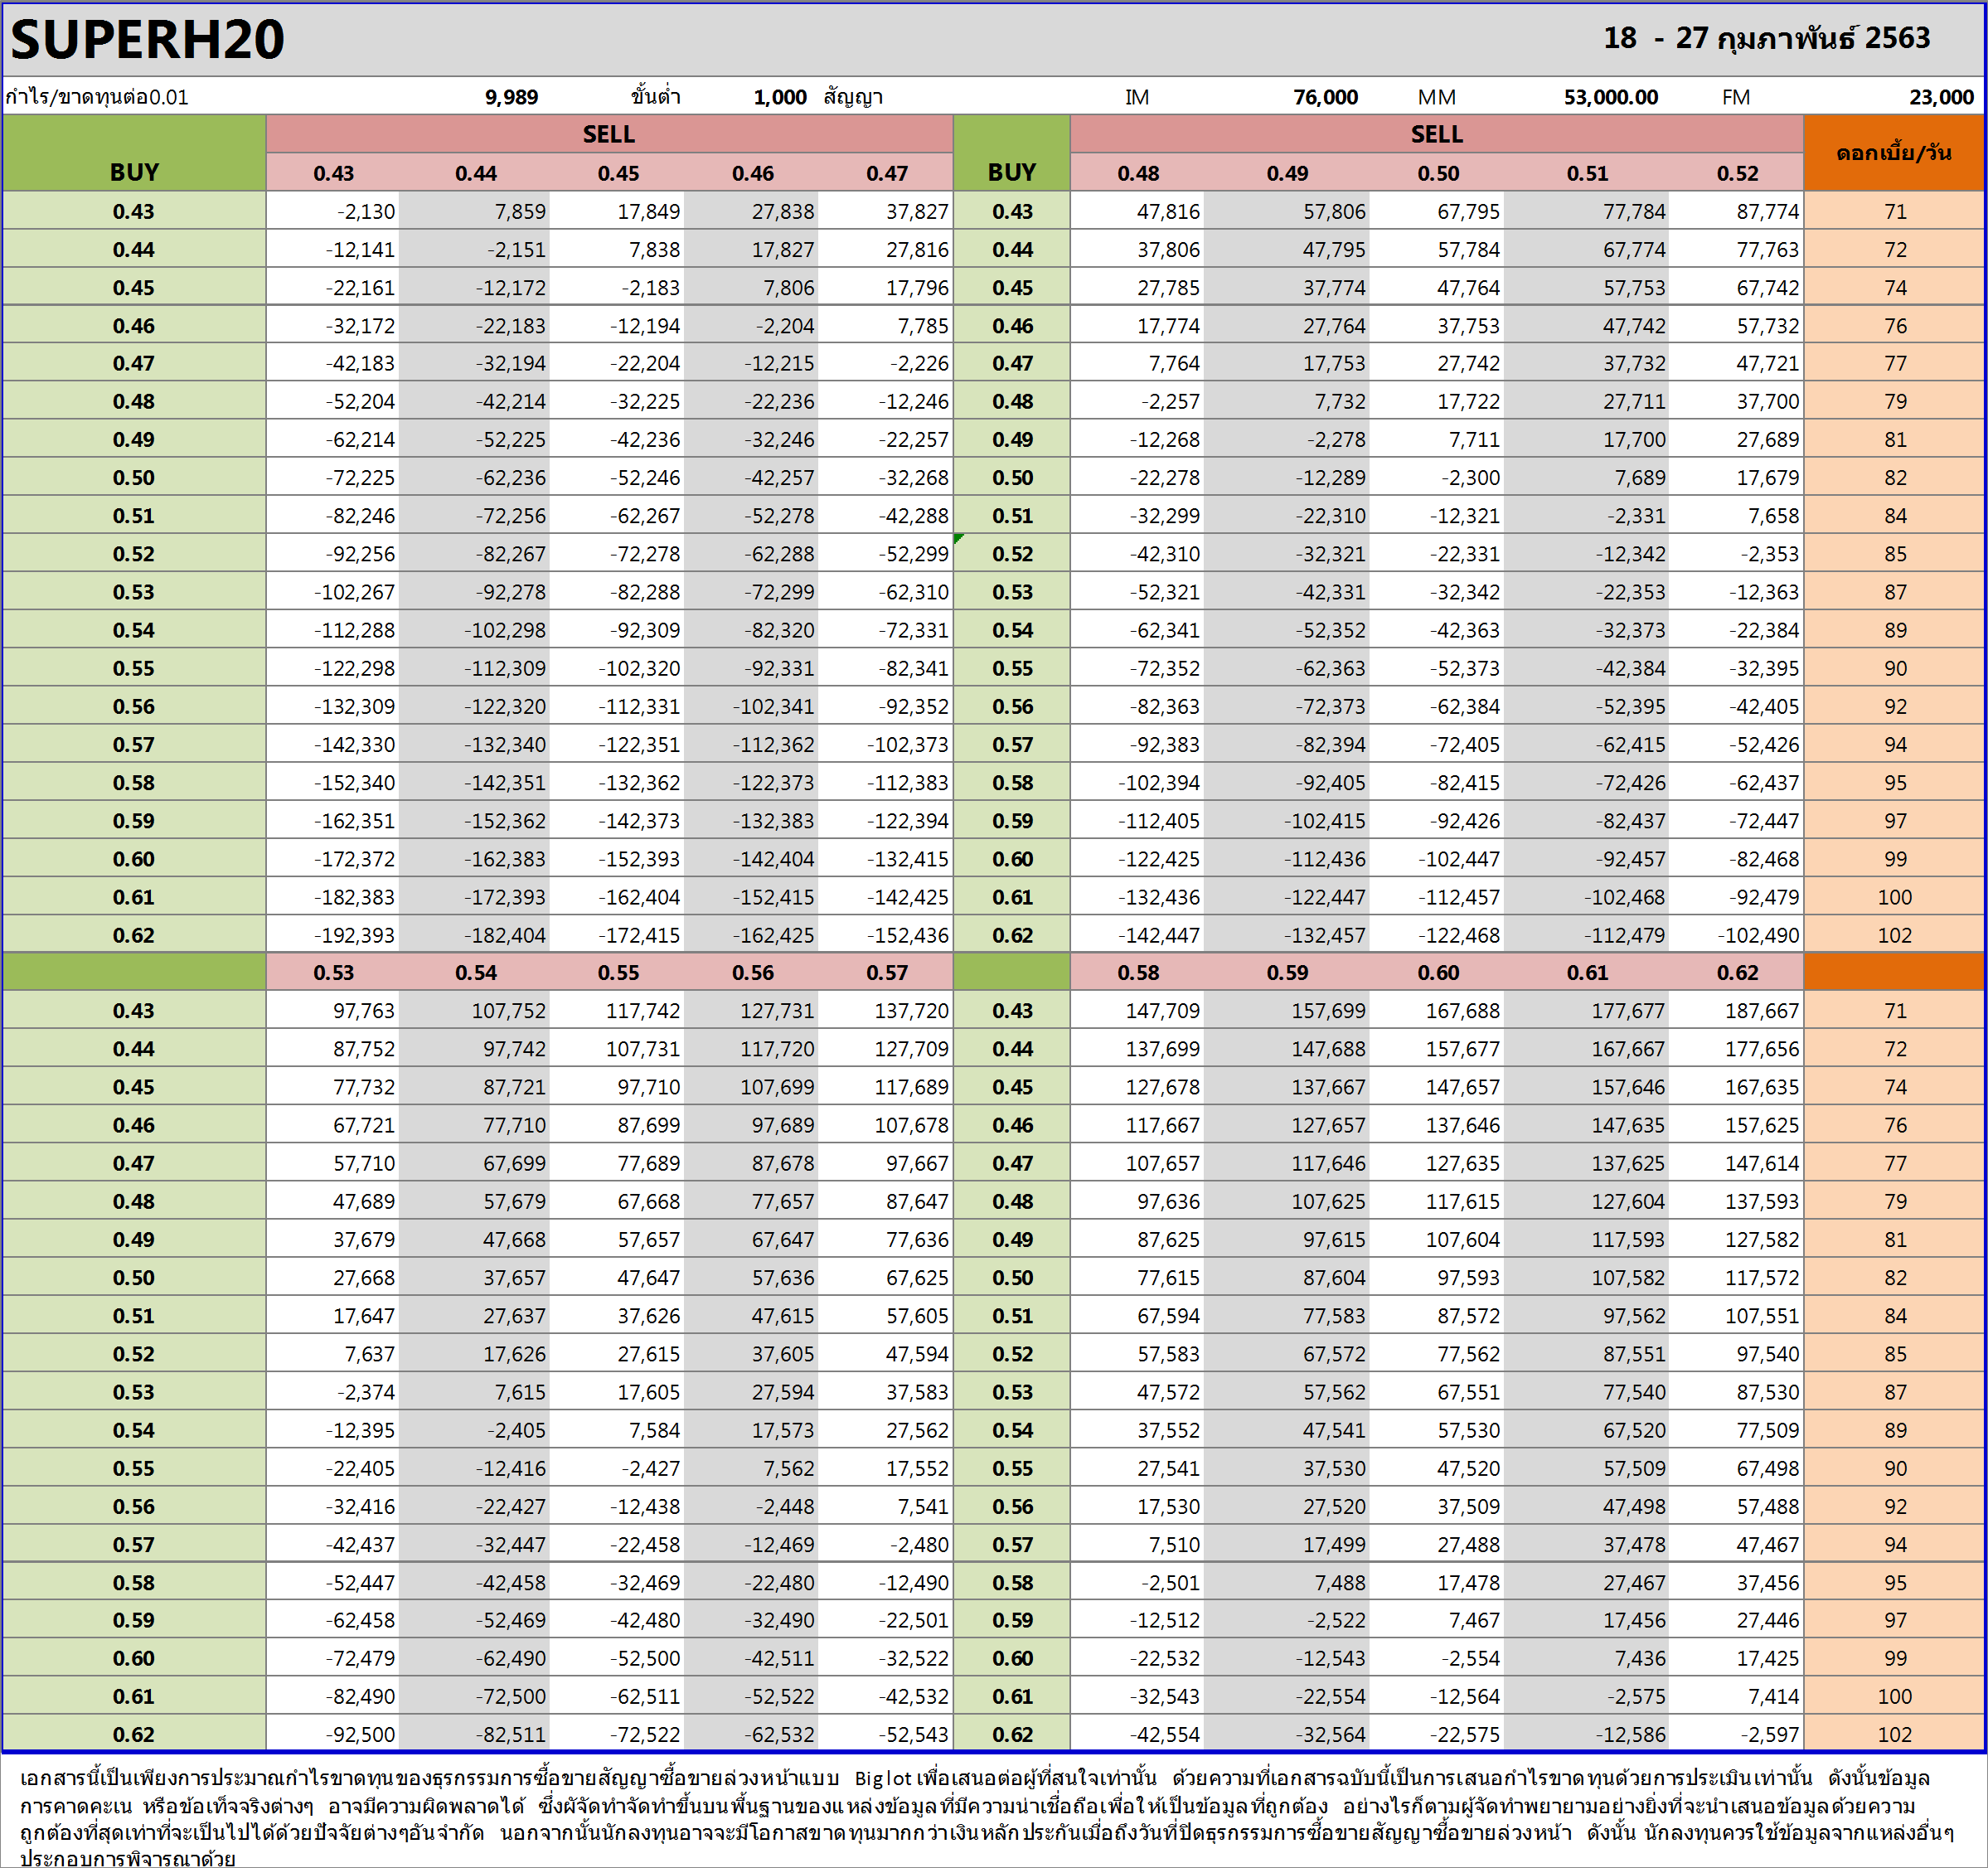 SUPERH20 18 - 27 กุมภาพันธ์ 2563
กำไร/ขาดทุนต่อ0.01 9,989 ขั้นต่ำ 1,000 สัญญา IM 76,000 MM 53,000.00 FM 23,000
BUY SELL BUY SELL ดอกเบี้ย/วัน
0.43 0.44 0.45 0.46 0.47 0.48 0.49 0.50 0.51 0.52
0.43 -2,130 7,859 17,849 27,838 37,827 0.43 47,816 57,806 67,795 77,784 87,774 71
0.44 -12,141 -2,151 7,838 17,827 27,816 0.44 37,806 47,795 57,784 67,774 77,763 72
0.45 -22,161 -12,172 -2,183 7,806 17,796 0.45 27,785 37,774 47,764 57,753 67,742 74
0.46 -32,172 -22,183 -12,194 -2,204 7,785 0.46 17,774 27,764 37,753 47,742 57,732 76
0.47 -42,183 -32,194 -22,204 -12,215 -2,226 0.47 7,764 17,753 27,742 37,732 47,721 77
0.48 -52,204 -42,214 -32,225 -22,236 -12,246 0.48 -2,257 7,732 17,722 27,711 37,700 79
0.49 -62,214 -52,225 -42,236 -32,246 -22,257 0.49 -12,268 -2,278 7,711 17,700 27,689 81
0.50 -72,225 -62,236 -52,246 -42,257 -32,268 0.50 -22,278 -12,289 -2,300 7,689 17,679 82
0.51 -82,246 -72,256 -62,267 -52,278 -42,288 0.51 -32,299 -22,310 -12,321 -2,331 7,658 84
0.52 -92,256 -82,267 -72,278 -62,288 -52,299 0.52 -42,310 -32,321 -22,331 -12,342 -2,353 85
0.53 -102,267 -92,278 -82,288 -72,299 -62,310 0.53 -52,321 -42,331 -32,342 -22,353 -12,363 87
0.54 -112,288 -102,298 -92,309 -82,320 -72,331 0.54 -62,341 -52,352 -42,363 -32,373 -22,384 89
0.55 -122,298 -112,309 -102,320 -92,331 -82,341 0.55 -72,352 -62,363 -52,373 -42,384 -32,395 90
0.56 -132,309 -122,320 -112,331 -102,341 -92,352 0.56 -82,363 -72,373 -62,384 -52,395 -42,405 92
0.57 -142,330 -132,340 -122,351 -112,362 -102,373 0.57 -92,383 -82,394 -72,405 -62,415 -52,426 94
0.58 -152,340 -142,351 -132,362 -122,373 -112,383 0.58 -102,394 -92,405 -82,415 -72,426 -62,437 95
0.59 -162,351 -152,362 -142,373 -132,383 -122,394 0.59 -112,405 -102,415 -92,426 -82,437 -72,447 97
0.60 -172,372 -162,383 -152,393 -142,404 -132,415 0.60 -122,425 -112,436 -102,447 -92,457 -82,468 99
0.61 -182,383 -172,393 -162,404 -152,415 -142,425 0.61 -132,436 -122,447 -112,457 -102,468 -92,479 100
0.62 -192,393 -182,404 -172,415 -162,425 -152,436 0.62 -142,447 -132,457 -122,468 -112,479 -102,490 102
0.53 0.54 0.55 0.56 0.57 0.58 0.59 0.60 0.61 0.62
0.43 97,763 107,752 117,742 127,731 137,720 0.43 147,709 157,699 167,688 177,677 187,667 71
0.44 87,752 97,742 107,731 117,720 127,709 0.44 137,699 147,688 157,677 167,667 177,656 72
0.45 77,732 87,721 97,710 107,699 117,689 0.45 127,678 137,667 147,657 157,646 167,635 74
0.46 67,721 77,710 87,699 97,689 107,678 0.46 117,667 127,657 137,646 147,635 157,625 76
0.47 57,710 67,699 77,689 87,678 97,667 0.47 107,657 117,646 127,635 137,625 147,614 77
0.48 47,689 57,679 67,668 77,657 87,647 0.48 97,636 107,625 117,615 127,604 137,593 79
0.49 37,679 47,668 57,657 67,647 77,636 0.49 87,625 97,615 107,604 117,593 127,582 81
0.50 27,668 37,657 47,647 57,636 67,625 0.50 77,615 87,604 97,593 107,582 117,572 82
0.51 17,647 27,637 37,626 47,615 57,605 0.51 67,594 77,583 87,572 97,562 107,551 84
0.52 7,637 17,626 27,615 37,605 47,594 0.52 57,583 67,572 77,562 87,551 97,540 85
0.53 -2,374 7,615 17,605 27,594 37,583 0.53 47,572 57,562 67,551 77,540 87,530 87
0.54 -12,395 -2,405 7,584 17,573 27,562 0.54 37,552 47,541 57,530 67,520 77,509 89
0.55 -22,405 -12,416 -2,427 7,562 17,552 0.55 27,541 37,530 47,520 57,509 67,498 90
0.56 -32,416 -22,427 -12,438 -2,448 7,541 0.56 17,530 27,520 37,509 47,498 57,488 92
0.57 -42,437 -32,447 -22,458 -12,469 -2,480 0.57 7,510 17,499 27,488 37,478 47,467 94
0.58 -52,447 -42,458 -32,469 -22,480 -12,490 0.58 -2,501 7,488 17,478 27,467 37,456 95
0.59 -62,458 -52,469 -42,480 -32,490 -22,501 0.59 -12,512 -2,522 7,467 17,456 27,446 97
0.60 -72,479 -62,490 -52,500 -42,511 -32,522 0.60 -22,532 -12,543 -2,554 7,436 17,425 99
0.61 -82,490 -72,500 -62,511 -52,522 -42,532 0.61 -32,543 -22,554 -12,564 -2,575 7,414 100
0.62 -92,500 -82,511 -72,522 -62,532 -52,543 0.62 -42,554 -32,564 -22,575 -12,586 -2,597 102
เอกสารนี้เป็นเพียงการประมาณกำไรขาดทุนของธุรกรรมการซื้อขายสัญญาซื้อขายล่วงหน้าแบบ Biglot เพื่อเสนอต่อผู้ที่สนใจเท่านั้น ด้วยความที่เอกสารฉบับนี้เป็นการเสนอกำไรขาดทุนด้วยการประเมินเท่านั้น ดังนั้นข้อมูล
การคาดคะเน หรือข้อเท็จจริงต่างๆ อาจมีความผิดพลาดได้ ซึ่งผัจัดทำจัดทำขึ้นบนพื้นฐานของแหล่งข้อมูลที่มีความน่าเชื่อถือเพื่อให้เป็นข้อมูลที่ถูกต้อง อย่างไรก็ตามผู้จัดทำพยายามอย่างยิ่งที่จะนำเสนอข้อมูลด้วยความ
ถูกต้องที่สุดเท่าที่จะเป็นไปได้ด้วยปัจจัยต่างๆอันจำกัด นอกจากนั้นนักลงทุนอาจจะมีโอกาสขาดทุนมากกว่าเงินหลักประกันเมื่อถึงวันที่ปิดธุรกรรมการซื้อขายสัญญาซื้อขายล่วงหน้า ดังนั้น นักลงทุนควรใช้ข้อมูลจากแหล่งอื่นๆ
ประกอบการพิจารณาด้วย